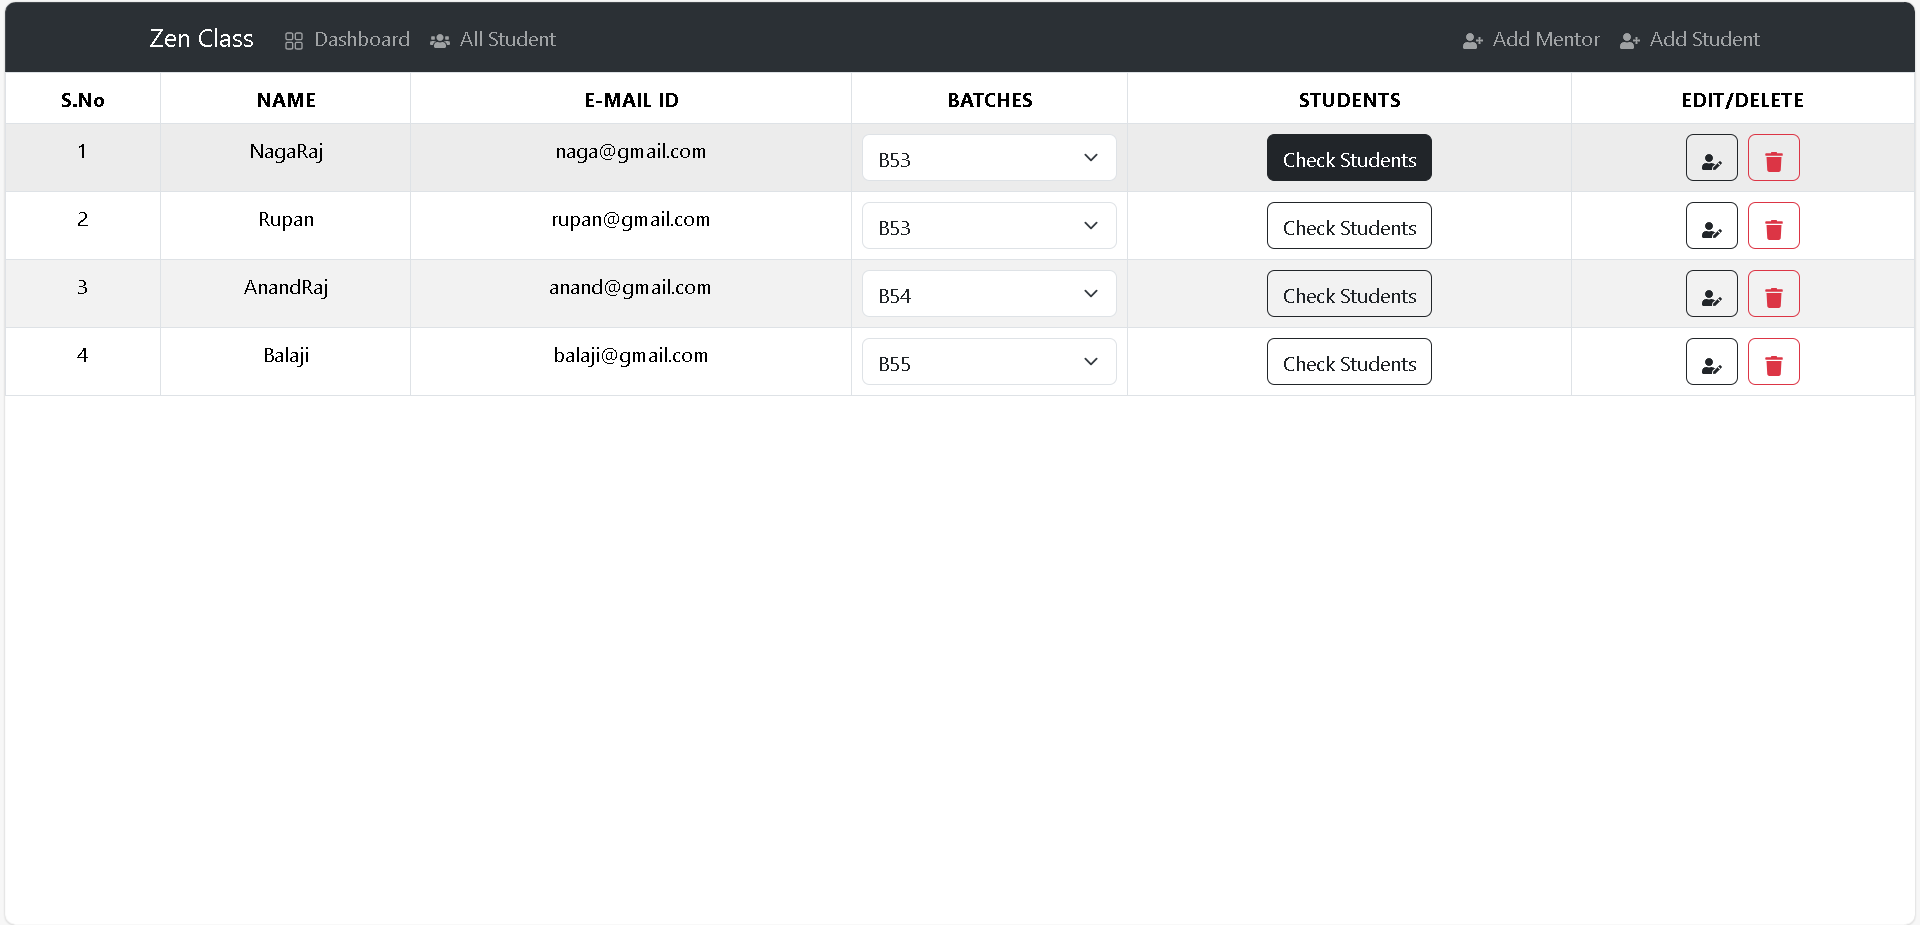 Zen Class Dashboard All Student Add Mentor Add Student
S.No NAME E-MAIL ID BATCHES STUDENTS EDIT/DELETE
1 NagaRaj naga@gmail.com B53 Check Students
2 Rupan rupan@gmail.com B53 Check Students
3 AnandRaj anand@gmail.com B54 Check Students
4 Balaji balaji@gmail.com B55 Check Students